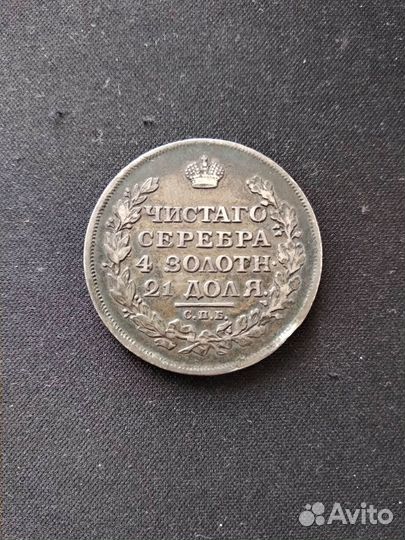 ЧИСТАГО
СЕРЕБРА
4 ЗОЛОТН.
21 ДОЛЯ.
С.П.Б.
Avito